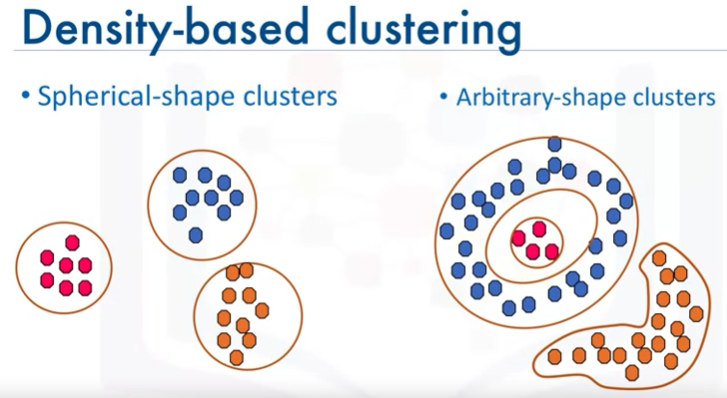 Density-based clustering
• Spherical-shape clusters
• Arbitrary-shape clusters